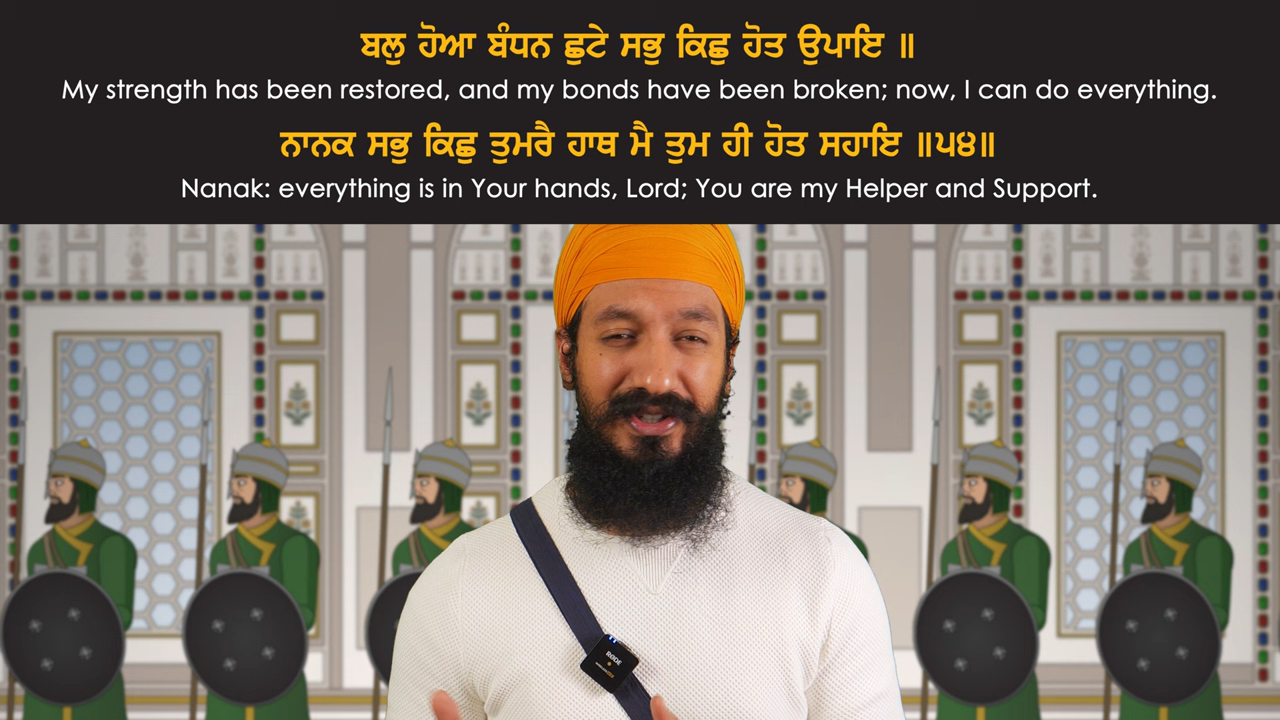 ਬਲੁ ਹੋਆ ਬੰਧਨ ਛੁਟੇ ਸਭੁ ਕਿਛੁ ਹੋਤ ਉਪਾਇ ॥
My strength has been restored, and my bonds have been broken; now, I can do everything.
ਨਾਨਕ ਸਭੁ ਕਿਛੁ ਤੁਮਰੈ ਹਾਥ ਮੈ ਤੁਮ ਹੀ ਹੋਤ ਸਹਾਇ ॥੫੪॥
Nanak: everything is in Your hands, Lord; You are my Helper and Support.
RØDE